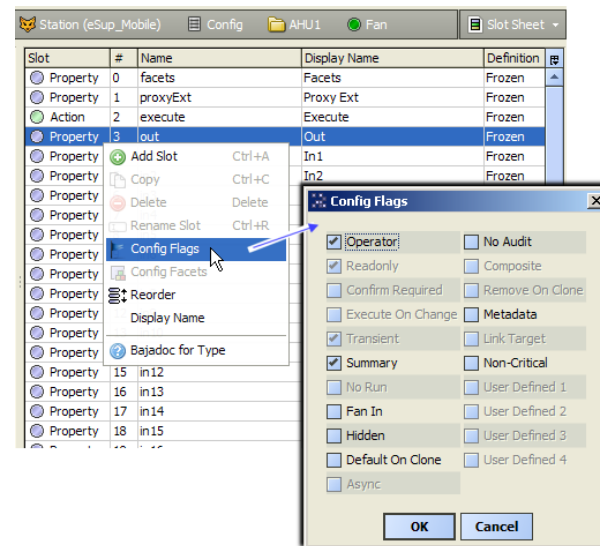 Station (eSup_Mobile) Config AHU1 Fan Slot Sheet
Slot # Name Display Name Definition
Property 0 facets Facets Frozen
Property 1 proxyExt Proxy Ext Frozen
Action 2 execute Execute Frozen
Property 3 out Out Frozen
Property In1 Frozen
Property In2 Frozen
Property
Property
Property
Property
Property
Property
Property
Property
Property
Property 15 in12
Property 16 in13
Property 17 in14
Property 18 in15
Add Slot Ctrl+A
Copy Ctrl+C
Delete Delete
Rename Slot Ctrl+R
Config Flags
Config Facets
Reorder
Display Name
Bajadoc for Type
Config Flags
Operator No Audit
Readonly Composite
Confirm Required Remove On Clone
Execute On Change Metadata
Transient Link Target
Summary Non-Critical
No Run User Defined 1
Fan In User Defined 2
Hidden User Defined 3
Default On Clone User Defined 4
Async
OK Cancel